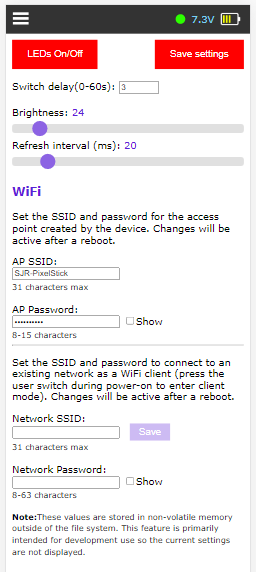 7.3V
LEDs On/Off
Save settings
Switch delay(0-60s): 3
Brightness: 24
Refresh interval (ms): 20
WiFi
Set the SSID and password for the access
point created by the device. Changes will be
active after a reboot.
AP SSID:
SJR-PixelStick
31 characters max
AP Password:
•••••••••• Show
8-15 characters
Set the SSID and password to connect to an
existing network as a WiFi client (press the
user switch during power-on to enter client
mode). Changes will be active after a reboot.
Network SSID:
Save
31 characters max
Network Password:
Show
8-63 characters
Note:These values are stored in non-volatile memory
outside of the file system. This feature is primarily
intended for development use so the current settings
are not displayed.